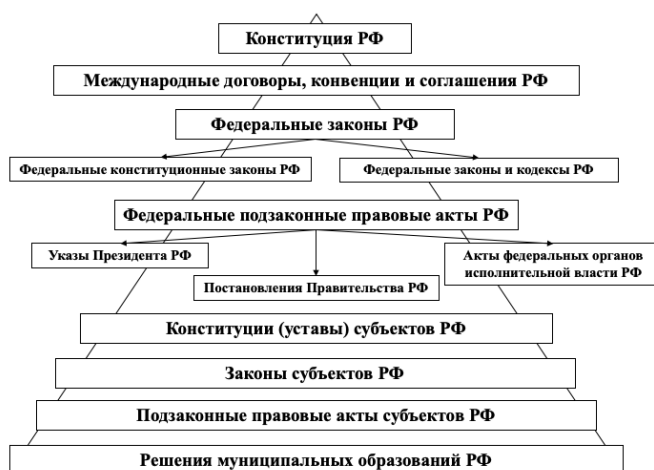 Конституция РФ
Международные договоры, конвенции и соглашения РФ
Федеральные законы РФ
Федеральные конституционные законы РФ
Федеральные законы и кодексы РФ
Федеральные подзаконные правовые акты РФ
Указы Президента РФ
Постановления Правительства РФ
Акты федеральных органов
исполнительной власти РФ
Конституции (уставы) субъектов РФ
Законы субъектов РФ
Подзаконные правовые акты субъектов РФ
Решения муниципальных образований РФ